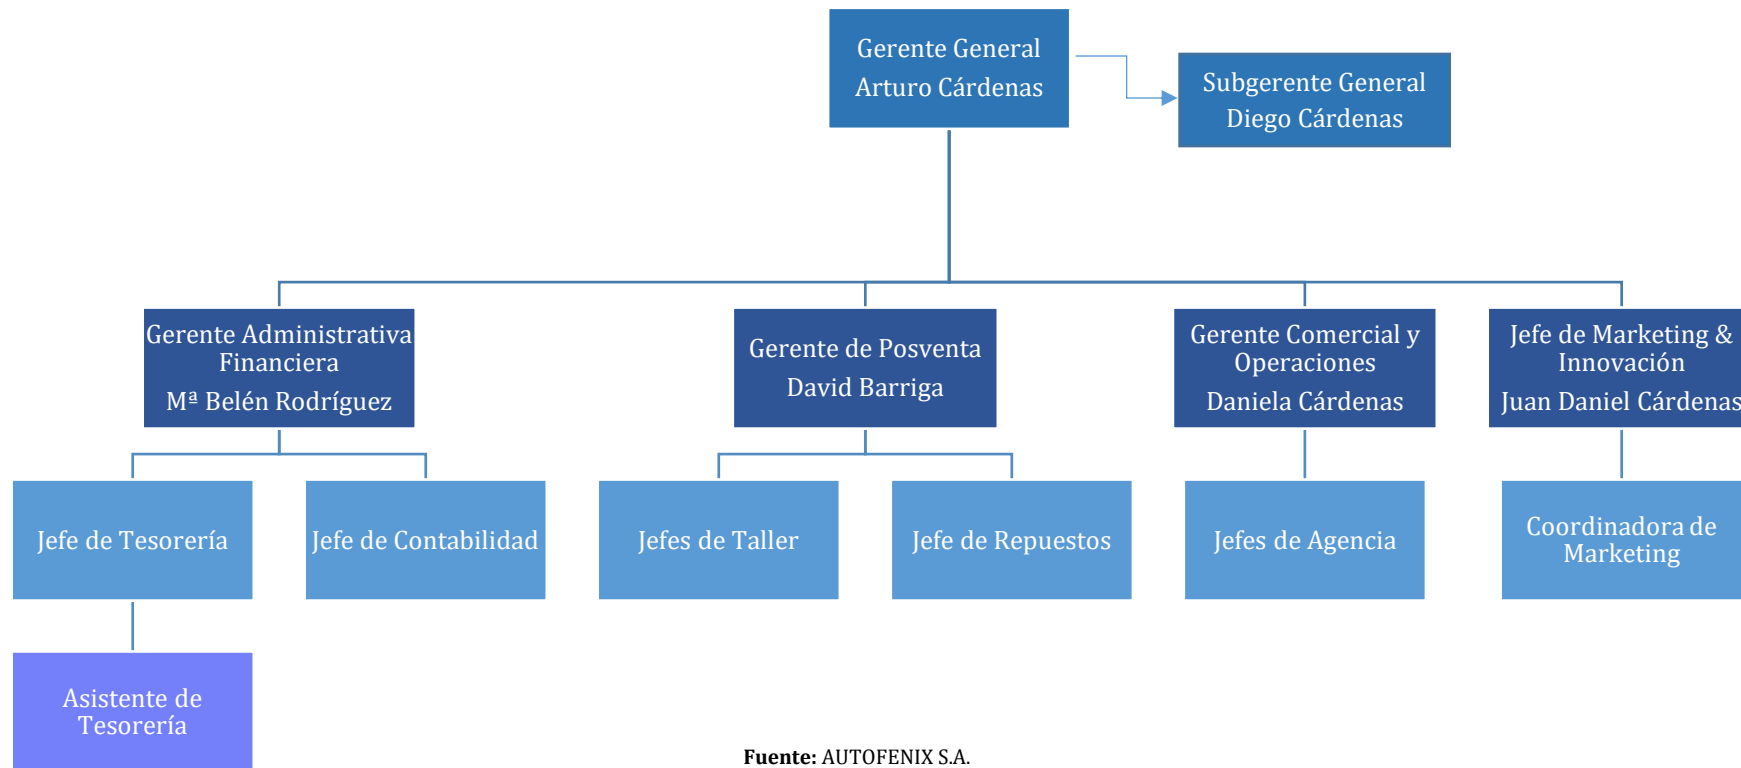 Gerente General
Arturo Cárdenas
Subgerente General
Diego Cárdenas
Gerente Administrativa
Financiera
Mª Belén Rodríguez
Gerente de Posventa
David Barriga
Gerente Comercial y
Operaciones
Daniela Cárdenas
Jefe de Marketing &
Innovación
Juan Daniel Cárdenas
Jefe de Tesorería
Jefe de Contabilidad
Jefes de Taller
Jefe de Repuestos
Jefes de Agencia
Coordinadora de
Marketing
Asistente de
Tesorería
Fuente: AUTOFENIX S.A.